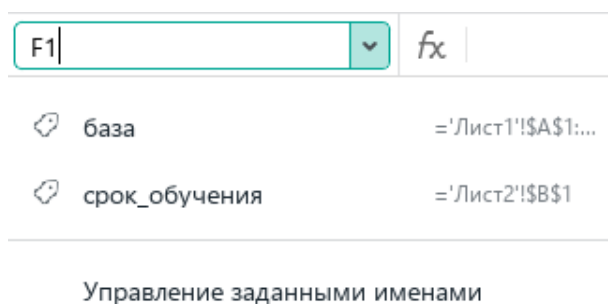 F1 fx
база ='Лист1'!$A$1:...
срок_обучения ='Лист2'!$B$1
Управление заданными именами